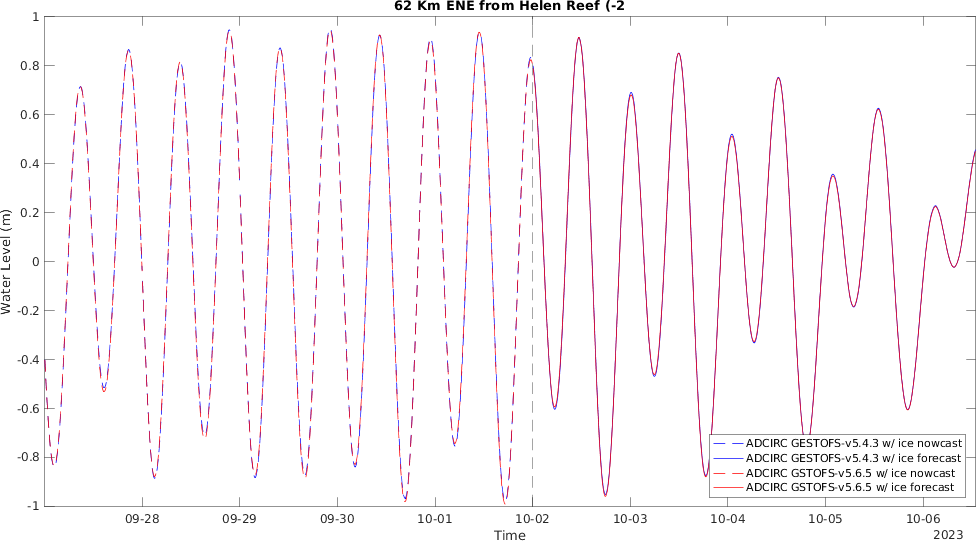 62 Km ENE from Helen Reef (-2
1
0.8
0.6
0.4
0.2
0
-0.2
-0.4
-0.6
-0.8
-1
Water Level (m)
ADCIRC GESTOFS-v5.4.3 w/ ice nowcast
ADCIRC GESTOFS-v5.4.3 w/ ice forecast
ADCIRC GSTOFS-v5.6.5 w/ ice nowcast
ADCIRC GSTOFS-v5.6.5 w/ ice forecast
09-28 09-29 09-30 10-01 10-02 10-03 10-04 10-05 10-06
Time
2023